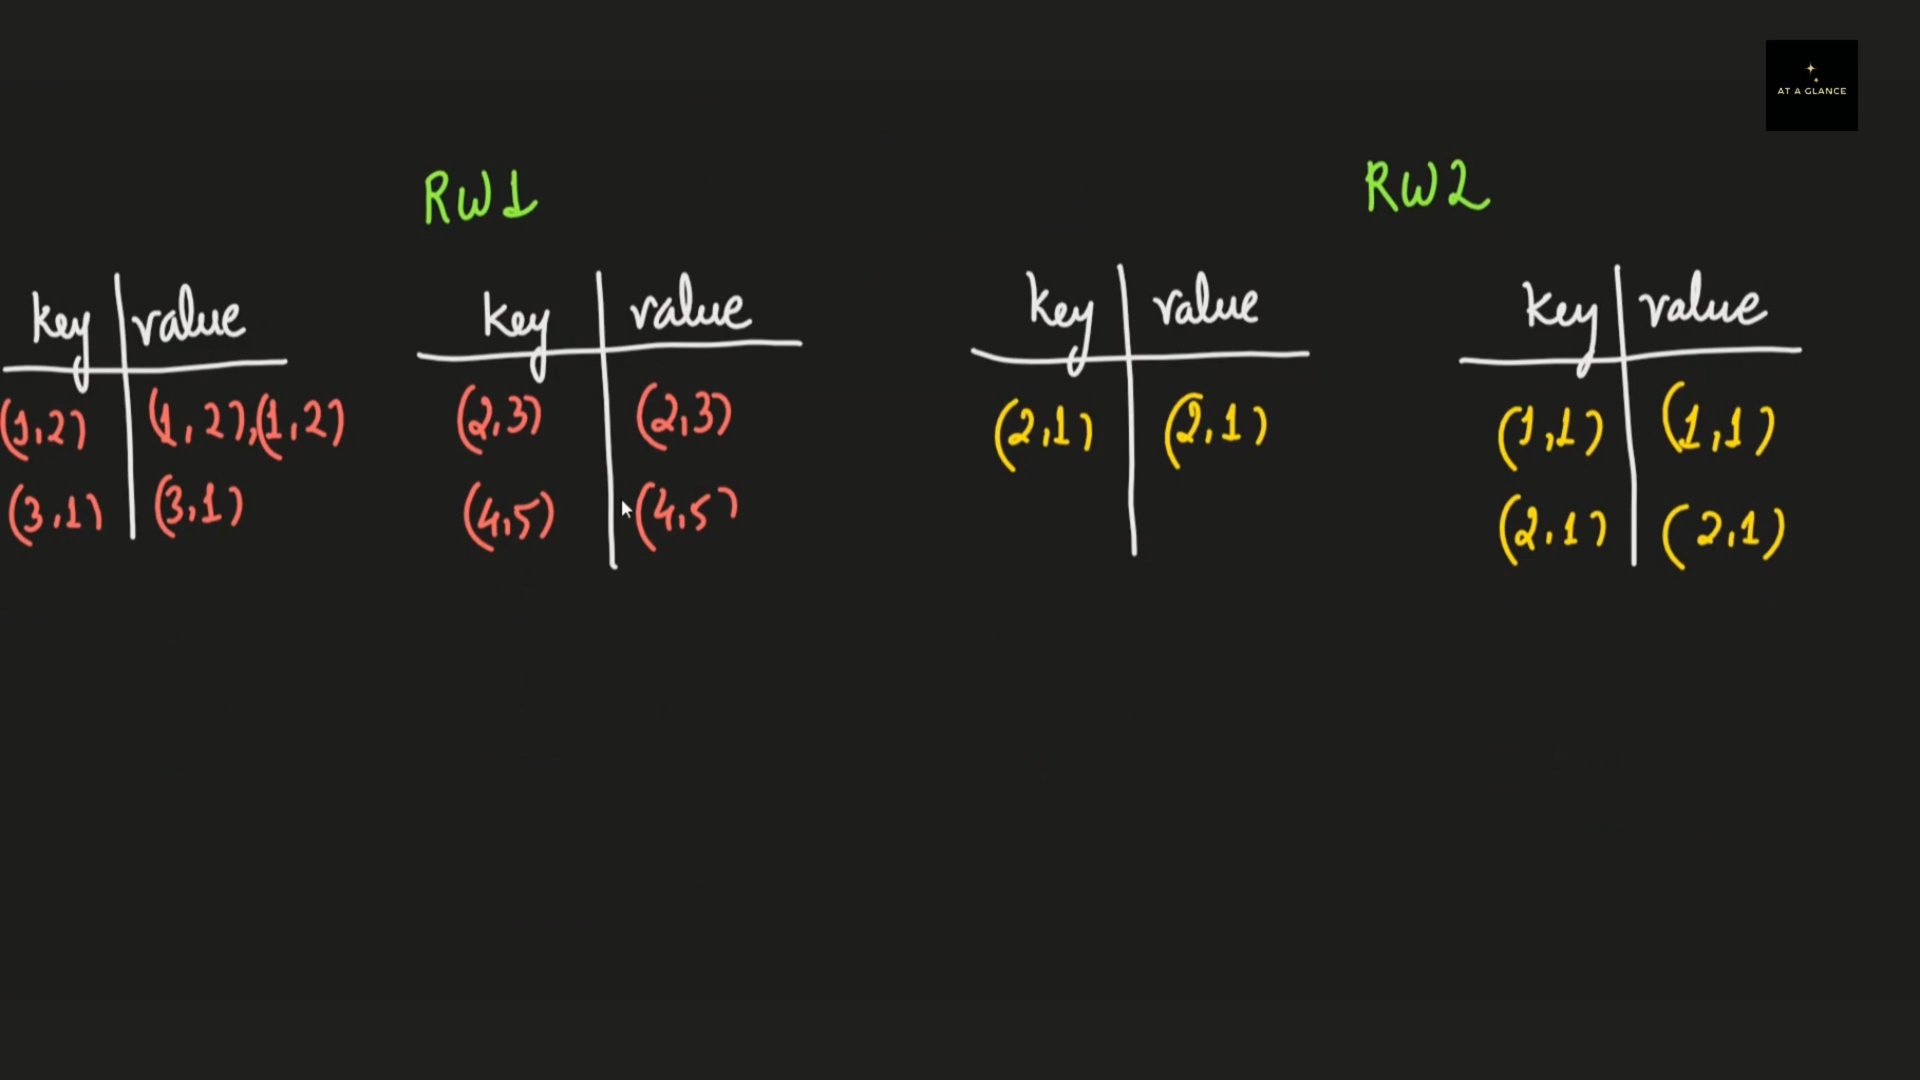 AT A GLANCE
RW1 RW2
key value key value key value key value
(1,2) (1,2),(1,2) (2,3) (2,3) (2,1) (2,1) (1,1) (1,1)
(3,1) (3,1) (4,5) (4,5) (2,1) (2,1)